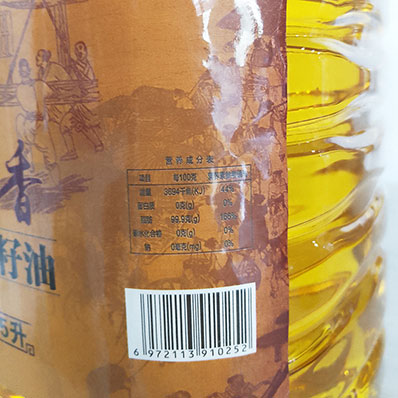 香
籽油
5升
营养成分表
项目 每100克 营养素参考值%
能量 3694千焦(KJ) 44%
蛋白质 0克(g) 0%
脂肪 99.9克(g) 166%
碳水化合物 0克(g) 0%
钠 0毫克(mg) 0%
6 972113 910252